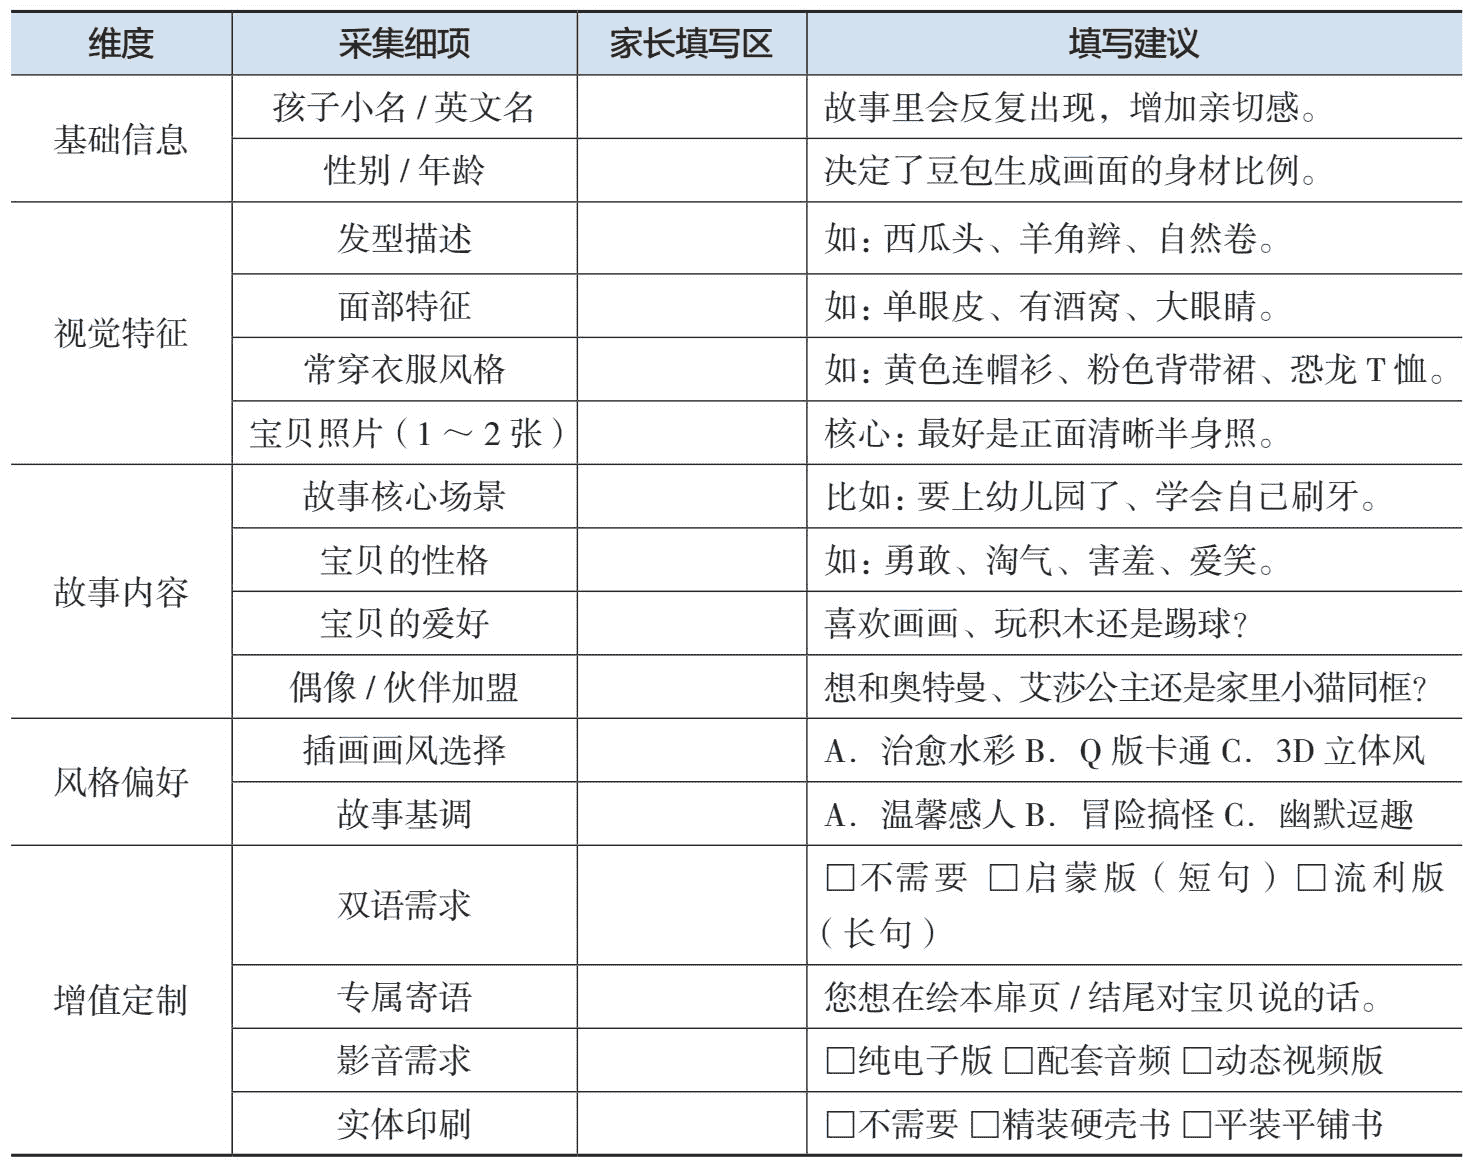 维度 采集细项 家长填写区 填写建议
基础信息 孩子小名 / 英文名 故事里会反复出现，增加亲切感。
性别 / 年龄 决定了豆包生成画面的身材比例。
视觉特征 发型描述 如：西瓜头、羊角辫、自然卷。
面部特征 如：单眼皮、有酒窝、大眼睛。
常穿衣服风格 如：黄色连帽衫、粉色背带裙、恐龙 T 恤。
宝贝照片（1～2 张） 核心：最好是正面清晰半身照。
故事内容 故事核心场景 比如：要上幼儿园了、学会自己刷牙。
宝贝的性格 如：勇敢、淘气、害羞、爱笑。
宝贝的爱好 喜欢画画、玩积木还是踢球？
偶像 / 伙伴加盟 想和奥特曼、艾莎公主还是家里小猫同框？
风格偏好 插画画风选择 A．治愈水彩 B．Q 版卡通 C．3D 立体风
故事基调 A．温馨感人 B．冒险搞怪 C．幽默逗趣
增值定制 双语需求 □不需要 □启蒙版（短句）□流利版
（长句）
专属寄语 您想在绘本扉页 / 结尾对宝贝说的话。
影音需求 □纯电子版 □配套音频 □动态视频版
实体印刷 □不需要 □精装硬壳书 □平装平铺书